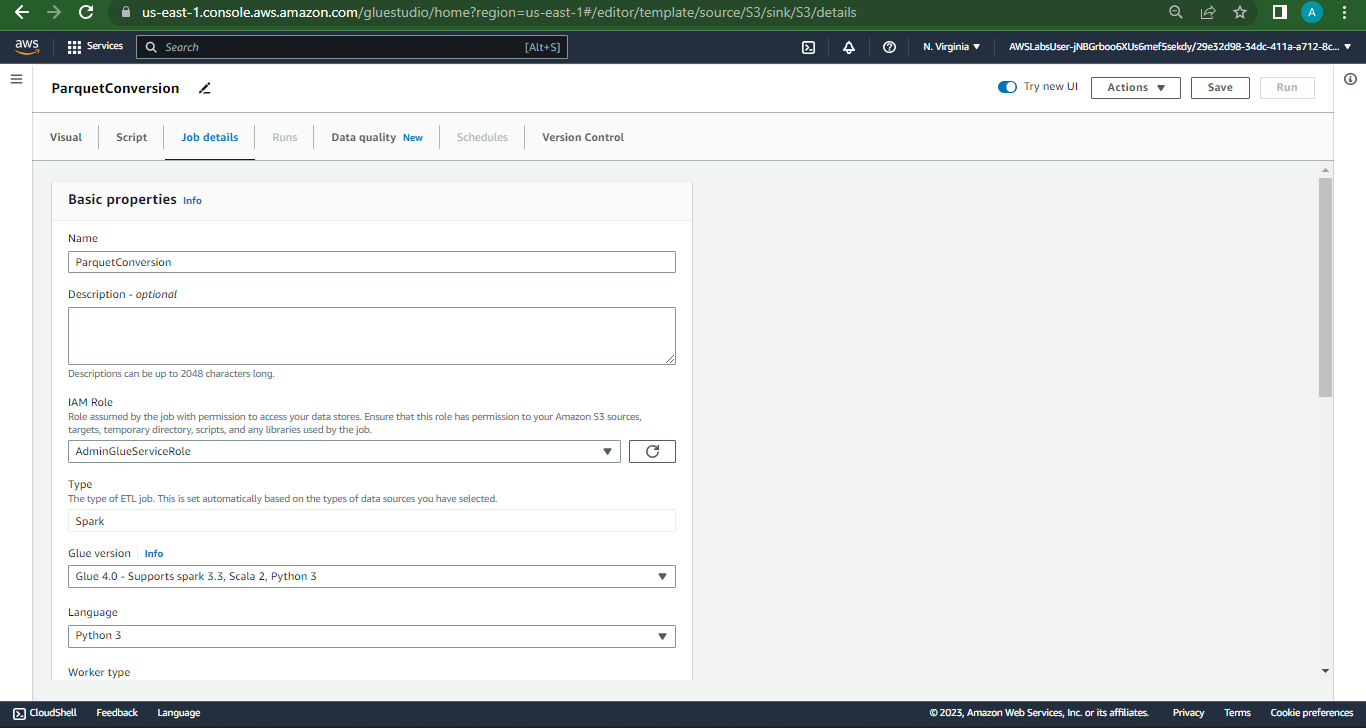 us-east-1.console.aws.amazon.com/gluestudio/home?region=us-east-1#/editor/template/source/S3/sink/S3/details
A
aws
Services
Search
[Alt+S]
N. Virginia
AWSLabsUser-jNBGrboo6XUs6mef5sekdy/29e32d98-34dc-411a-a712-8c...
ParquetConversion
Try new UI
Actions
Save
Run
Visual
Script
Job details
Runs
Data quality New
Schedules
Version Control
Basic properties Info
Name
ParquetConversion
Description - optional
Descriptions can be up to 2048 characters long.
IAM Role
Role assumed by the job with permission to access your data stores. Ensure that this role has permission to your Amazon S3 sources,
targets, temporary directory, scripts, and any libraries used by the job.
AdminGlueServiceRole
Type
The type of ETL job. This is set automatically based on the types of data sources you have selected.
Spark
Glue version Info
Glue 4.0 - Supports spark 3.3, Scala 2, Python 3
Language
Python 3
Worker type
CloudShell
Feedback
Language
© 2023, Amazon Web Services, Inc. or its affiliates.
Privacy
Terms
Cookie preferences